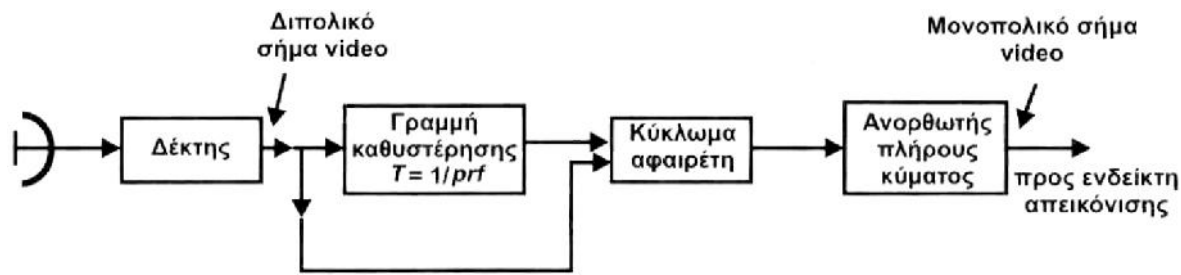 Διπολικό
σήμα video
Μονοπολικό σήμα
video
Δέκτης
Γραμμή
καθυστέρησης
T = 1/prf
Κύκλωμα
αφαιρέτη
Ανορθωτής
πλήρους
κύματος
προς ενδείκτη
απεικόνισης